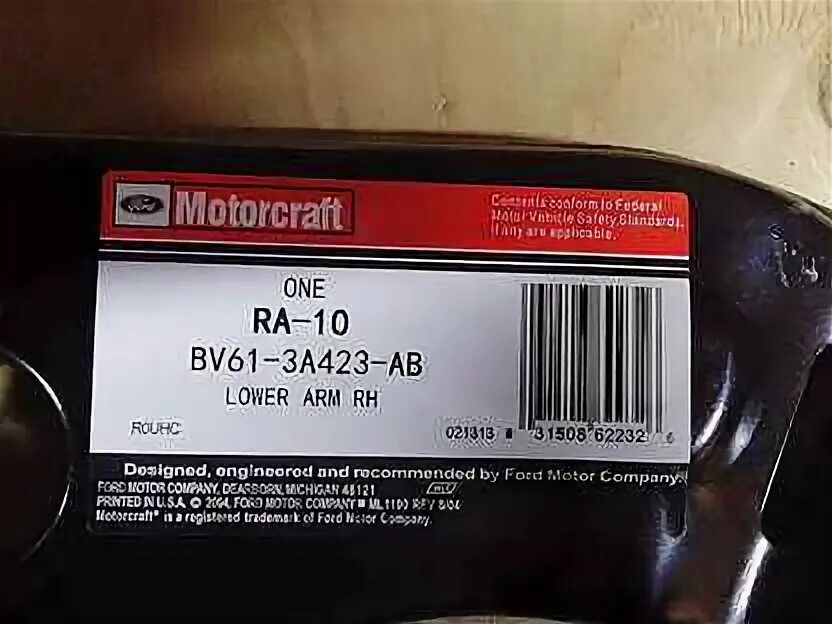 Ford Motorcraft
Contents conform to Federal
Motor Vehicle Safety Standards,
if any are applicable.
ONE
RA-10
BV61-3A423-AB
LOWER ARM RH
31508 62232
Designed, engineered and recommended by Ford Motor Company.
FORD MOTOR COMPANY, DEARBORN, MICHIGAN 48121
PRINTED IN U.S.A. © 2004, FORD MOTOR COMPANY
Motorcraft® is a registered trademark of Ford Motor Company.